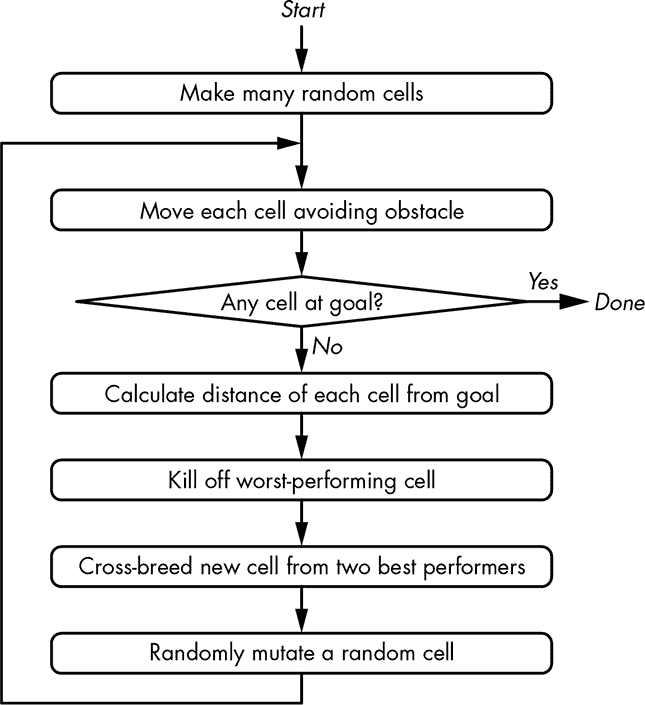 Start
Make many random cells
Move each cell avoiding obstacle
Any cell at goal?
Yes
Done
No
Calculate distance of each cell from goal
Kill off worst-performing cell
Cross-breed new cell from two best performers
Randomly mutate a random cell